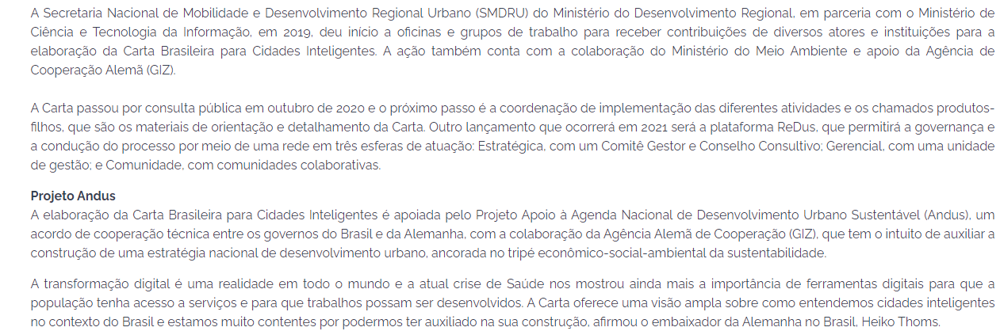 A Secretaria Nacional de Mobilidade e Desenvolvimento Regional Urbano (SMDRU) do Ministério do Desenvolvimento Regional, em parceria com o Ministério de
Ciência e Tecnologia da Informação, em 2019, deu início a oficinas e grupos de trabalho para receber contribuições de diversos atores e instituições para a
elaboração da Carta Brasileira para Cidades Inteligentes. A ação também conta com a colaboração do Ministério do Meio Ambiente e apoio da Agência de
Cooperação Alemã (GIZ).
A Carta passou por consulta pública em outubro de 2020 e o próximo passo é a coordenação de implementação das diferentes atividades e os chamados produtos-
filhos, que são os materiais de orientação e detalhamento da Carta. Outro lançamento que ocorrerá em 2021 será a plataforma ReDus, que permitirá a governança e
a condução do processo por meio de uma rede em três esferas de atuação: Estratégica, com um Comitê Gestor e Conselho Consultivo; Gerencial, com uma unidade
de gestão; e Comunidade, com comunidades colaborativas.
Projeto Andus
A elaboração da Carta Brasileira para Cidades Inteligentes é apoiada pelo Projeto Apoio à Agenda Nacional de Desenvolvimento Urbano Sustentável (Andus), um
acordo de cooperação técnica entre os governos do Brasil e da Alemanha, com a colaboração da Agência Alemã de Cooperação (GIZ), que tem o intuito de auxiliar a
construção de uma estratégia nacional de desenvolvimento urbano, ancorada no tripé econômico-social-ambiental da sustentabilidade.
A transformação digital é uma realidade em todo o mundo e a atual crise de Saúde nos mostrou ainda mais a importância de ferramentas digitais para que a
população tenha acesso a serviços e para que trabalhos possam ser desenvolvidos. A Carta oferece uma visão ampla sobre como entendemos cidades inteligentes
no contexto do Brasil e estamos muito contentes por podermos ter auxiliado na sua construção, afirmou o embaixador da Alemanha no Brasil, Heiko Thoms.